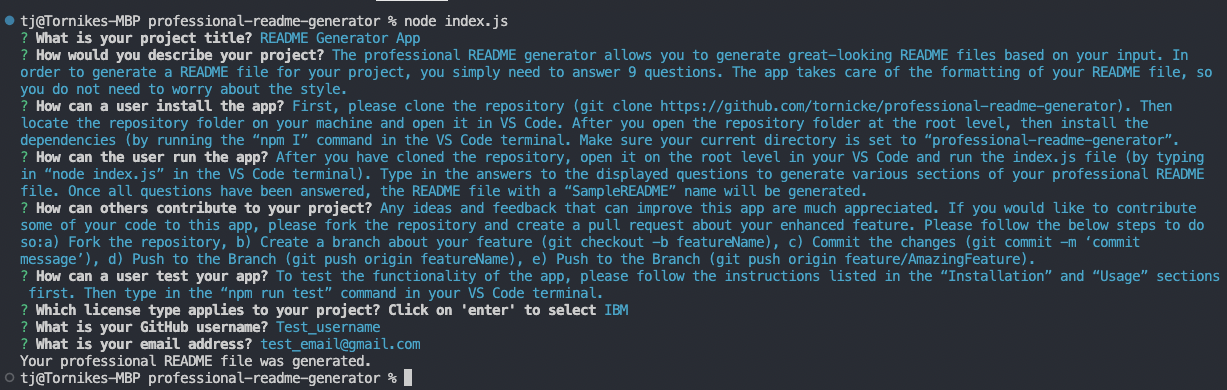 tj@Tornikes-MBP professional-readme-generator % node index.js
? What is your project title? README Generator App
? How would you describe your project? The professional README generator allows you to generate great-looking README files based on your input. In
order to generate a README file for your project, you simply need to answer 9 questions. The app takes care of the formatting of your README file, so
you do not need to worry about the style.
? How can a user install the app? First, please clone the repository (git clone https://github.com/tornicke/professional-readme-generator). Then
locate the repository folder on your machine and open it in VS Code. After you open the repository folder at the root level, then install the
dependencies (by running the “npm I” command in the VS Code terminal. Make sure your current directory is set to “professional-readme-generator”.
? How can the user run the app? After you have cloned the repository, open it on the root level in your VS Code and run the index.js file (by typing
in “node index.js” in the VS Code terminal). Type in the answers to the displayed questions to generate various sections of your professional README
file. Once all questions have been answered, the README file with a “SampleREADME” name will be generated.
? How can others contribute to your project? Any ideas and feedback that can improve this app are much appreciated. If you would like to contribute
some of your code to this app, please fork the repository and create a pull request about your enhanced feature. Please follow the below steps to do
so:a) Fork the repository, b) Create a branch about your feature (git checkout -b featureName), c) Commit the changes (git commit -m ‘commit
message’), d) Push to the Branch (git push origin featureName), e) Push to the Branch (git push origin feature/AmazingFeature).
? How can a user test your app? To test the functionality of the app, please follow the instructions listed in the “Installation” and “Usage” sections
first. Then type in the “npm run test” command in your VS Code terminal.
? Which license type applies to your project? Click on 'enter' to select IBM
? What is your GitHub username? Test_username
? What is your email address? test_email@gmail.com
Your professional README file was generated.
tj@Tornikes-MBP professional-readme-generator %